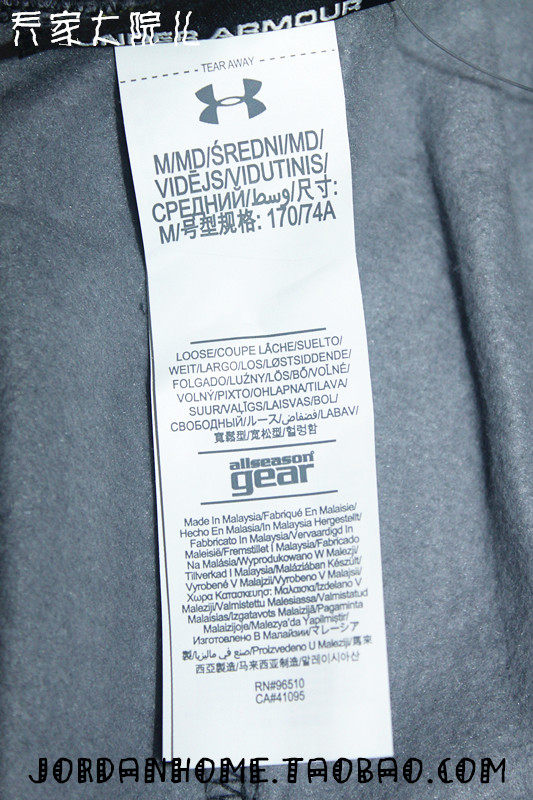 乔家大院儿
UNDER ARMOUR
TEAR AWAY
M/MD/ŚREDNI/MD/
VIDĒJS/VIDUTINIS/
СРЕДНИЙ/وسط/尺寸:
M/号型规格: 170/74A
LOOSE/COUPE LÂCHE/SUELTO/
WEIT/LARGO/LOS/LØSTSIDDENDE/
FOLGADO/LUŹNY/LÖS/BŐ/VOĽNÉ/
VOLNÝ/PIXTO/OHLAPNA/TILAVA/
SUUR/VAĻĪGS/LAISVAS/BOL/
СВОБОДНЫЙ/ルース/فضفاض/LABAV/
寬鬆型/宽松型/헐렁함
allseason
gear
Made In Malaysia/Fabriqué En Malaisie/
Hecho En Malasia/In Malaysia Hergestellt/
Fabbricato In Malaysia/Vervaardigd In
Maleisië/Fremstillet I Malaysia/Fabricado
Na Malásia/Wyprodukowano W Malezji/
Tillverkad I Malaysia/Maláziában Készült/
Vyrobené V Malajzii/Vyrobeno V Malajsii/
Χωρα Κατασκευης: Μαλαισια/Izdelano V
Maleziji/Valmistettu Malesiassa/Valmistatud
Malaisias/Izgatavots Malaizijā/Pagaminta
Malaizijoje/Malezya'da Yapilmiştir/
Изготовлено В Малайзии/マレーシア
製/صنع في ماليزيا/Proizvedeno U Maleziji/馬來
西亞製造/马来西亚制造/말레이시아산
RN#96510
CA#41095
JORDANHOME.TAOBAO.COM